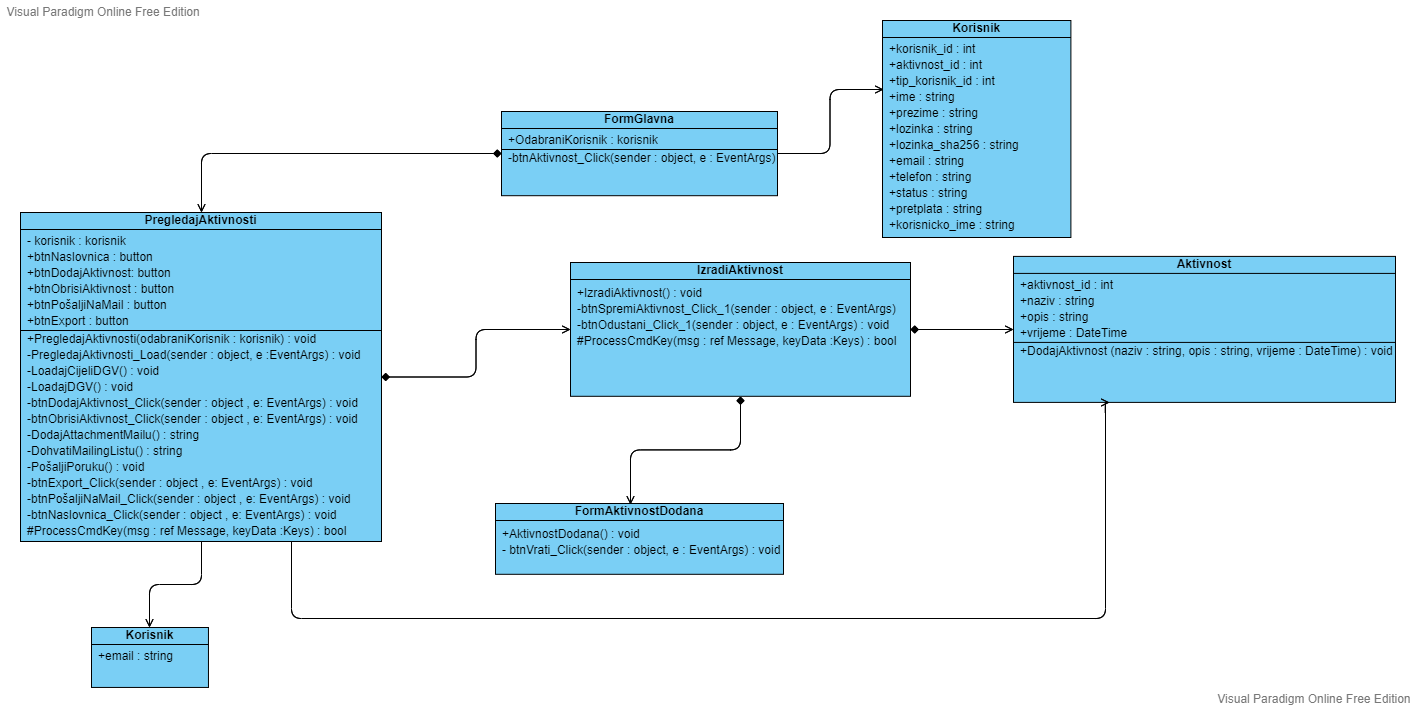 Visual Paradigm Online Free Edition
Korisnik
+korisnik_id : int
+aktivnost_id : int
+tip_korisnik_id : int
+ime : string
+prezime : string
+lozinka : string
+lozinka_sha256 : string
+email : string
+telefon : string
+status : string
+pretplata : string
+korisnicko_ime : string
FormGlavna
+OdabraniKorisnik : korisnik
-btnAktivnost_Click(sender : object, e : EventArgs)
PregledajAktivnosti
- korisnik : korisnik
+btnNaslovnica : button
+btnDodajAktivnost: button
+btnObrisiAktivnost : button
+btnPošaljiNaMail : button
+btnExport : button
+PregledajAktivnosti(odabraniKorisnik : korisnik) : void
-PregledajAktivnosti_Load(sender : object, e :EventArgs) : void
-LoadajCijeliDGV() : void
-LoadajDGV() : void
-btnDodajAktivnost_Click(sender : object , e: EventArgs) : void
-btnObrisiAktivnost_Click(sender : object , e: EventArgs) : void
-DodajAttachmentMailu() : string
-DohvatiMailingListu() : string
-PošaljiPoruku() : void
-btnExport_Click(sender : object , e: EventArgs) : void
-btnPošaljiNaMail_Click(sender : object , e: EventArgs) : void
-btnNaslovnica_Click(sender : object , e: EventArgs) : void
#ProcessCmdKey(msg : ref Message, keyData :Keys) : bool
IzradiAktivnost
+IzradiAktivnost() : void
-btnSpremiAktivnost_Click_1(sender : object, e : EventArgs)
-btnOdustani_Click_1(sender : object, e : EventArgs) : void
#ProcessCmdKey(msg : ref Message, keyData :Keys) : bool
Aktivnost
+aktivnost_id : int
+naziv : string
+opis : string
+vrijeme : DateTime
+DodajAktivnost (naziv : string, opis : string, vrijeme : DateTime) : void
FormAktivnostDodana
+AktivnostDodana() : void
- btnVrati_Click(sender : object, e : EventArgs) : void
Korisnik
+email : string
Visual Paradigm Online Free Edition